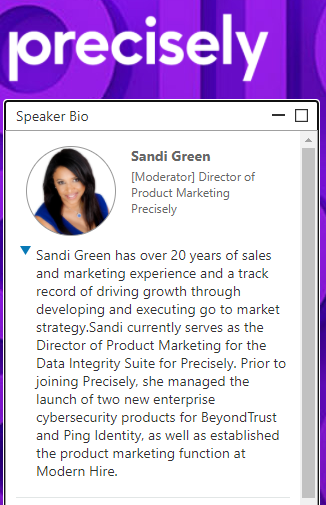 precisely
Speaker Bio
Sandi Green
[Moderator] Director of
Product Marketing
Precisely
Sandi Green has over 20 years of sales
and marketing experience and a track
record of driving growth through
developing and executing go to market
strategy.Sandi currently serves as the
Director of Product Marketing for the
Data Integrity Suite for Precisely. Prior to
joining Precisely, she managed the
launch of two new enterprise
cybersecurity products for BeyondTrust
and Ping Identity, as well as established
the product marketing function at
Modern Hire.